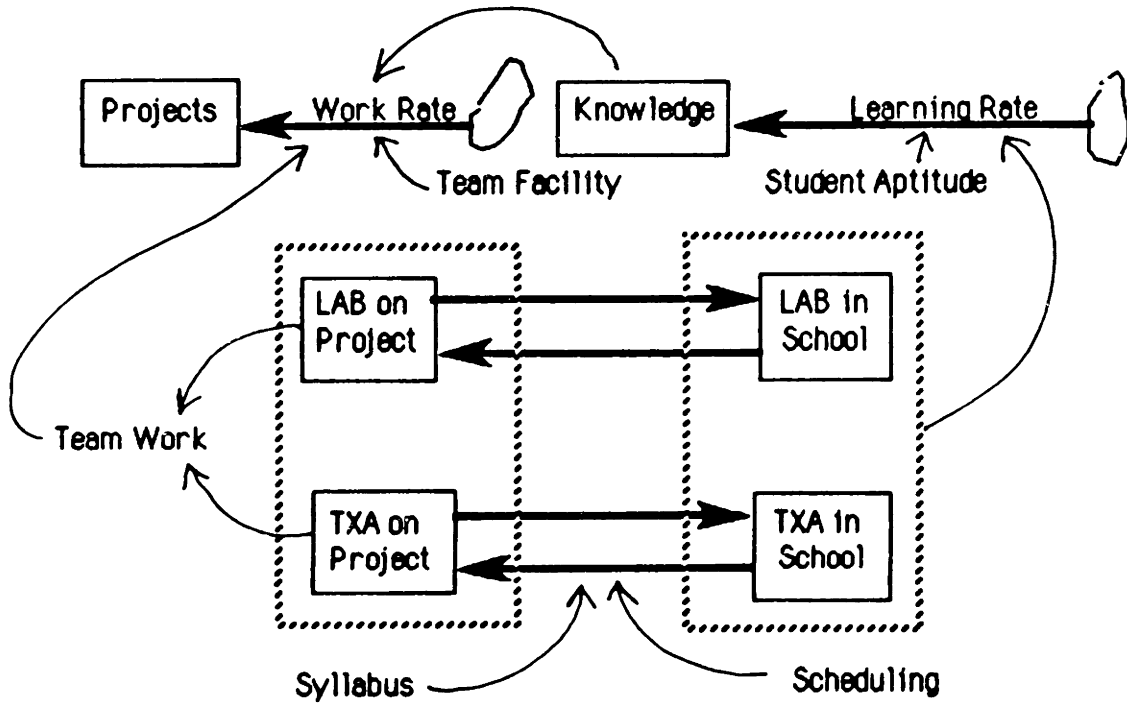 Projects
Work Rate
Knowledge
Learning Rate
Team Facility
Student Aptitude
LAB on
Project
LAB in
School
Team Work
TXA on
Project
TXA in
School
Syllabus
Scheduling